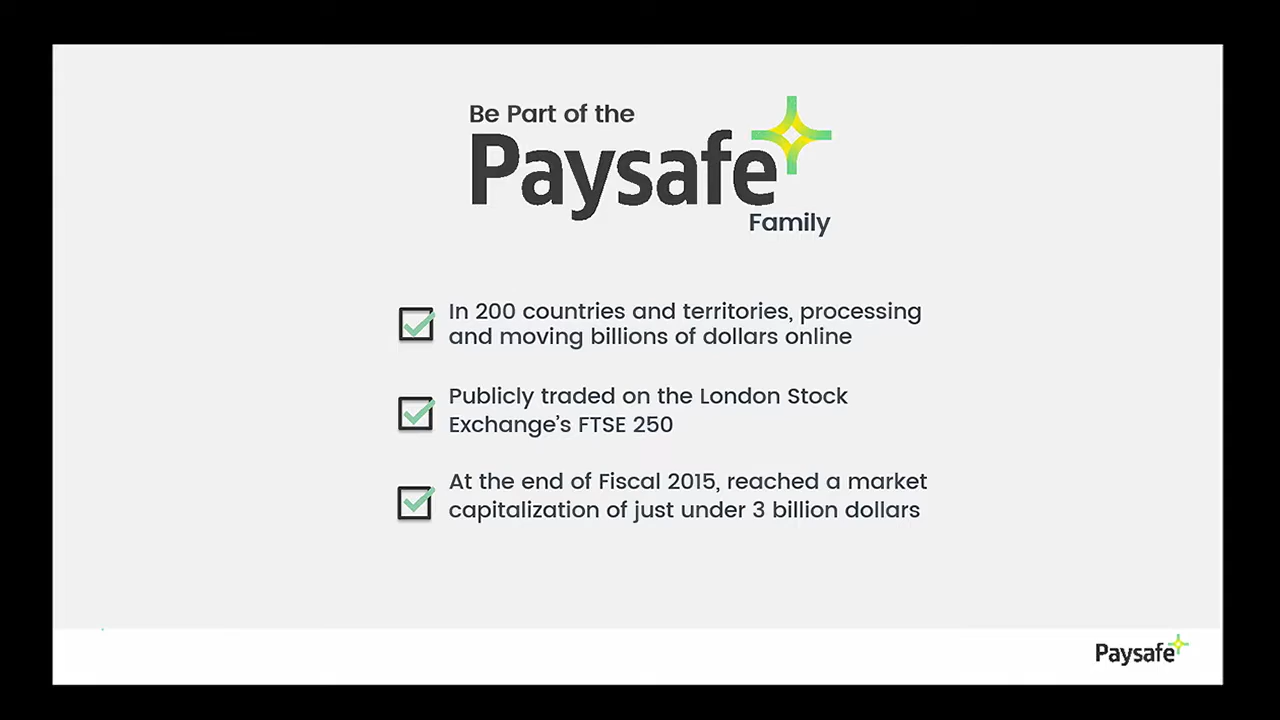 Be Part of the
Paysafe
Family
In 200 countries and territories, processing
and moving billions of dollars online
Publicly traded on the London Stock
Exchange’s FTSE 250
At the end of Fiscal 2015, reached a market
capitalization of just under 3 billion dollars
Paysafe